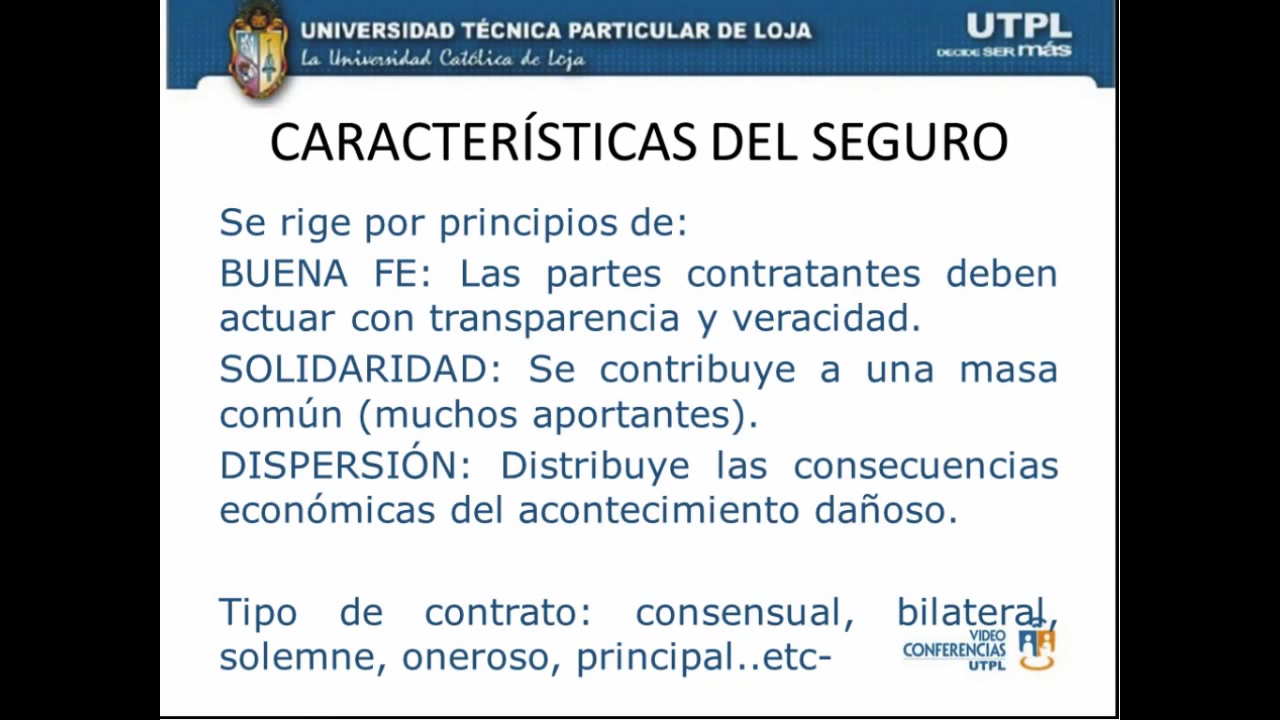 UNIVERSIDAD TÉCNICA PARTICULAR DE LOJA
La Universidad Católica de Loja
UTPL
DECIDE SER más
CARACTERÍSTICAS DEL SEGURO
Se rige por principios de:
BUENA FE: Las partes contratantes deben
actuar con transparencia y veracidad.
SOLIDARIDAD: Se contribuye a una masa
común (muchos aportantes).
DISPERSIÓN: Distribuye las consecuencias
económicas del acontecimiento dañoso.
Tipo de contrato: consensual, bilateral,
solemne, oneroso, principal..etc-
VIDEO
CONFERENCIAS
UTPL